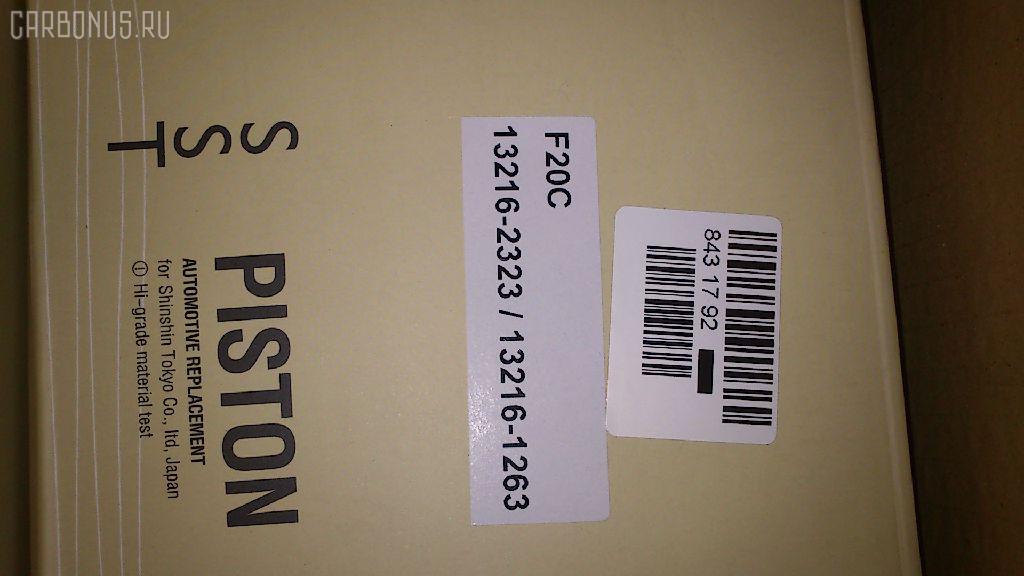 CARBONUS.RU
S
S
T
PISTON
AUTOMOTIVE REPLACEMENT
for Shinshin Tokyo Co., ltd, Japan
① Hi-grade material test
F20C
13216-2323 / 13216-1263
843 17 92